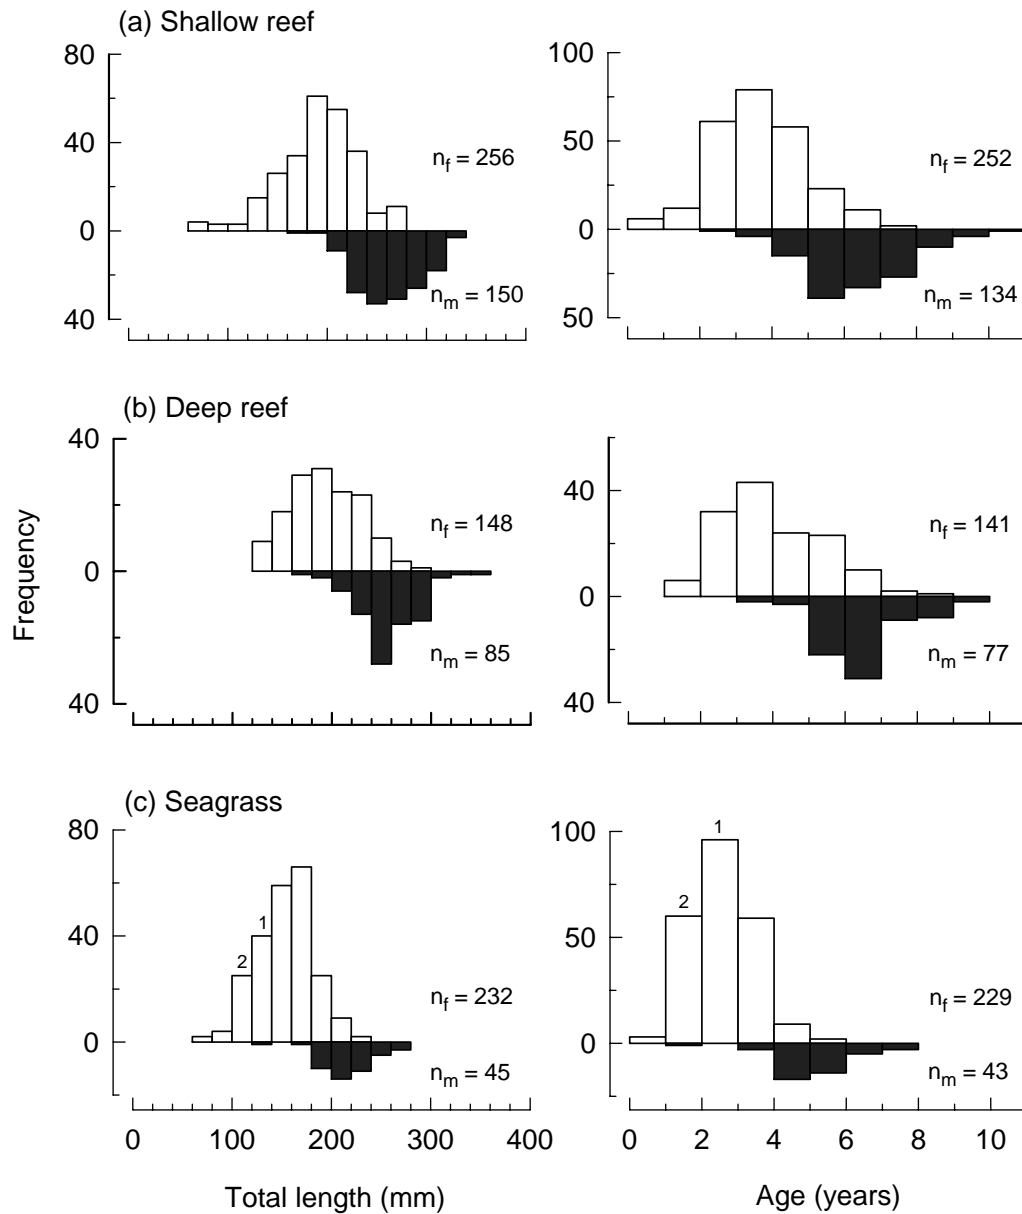 (a) Shallow reef
80
40
0
40
n_f = 256
n_m = 150
100
50
0
50
n_f = 252
n_m = 134
(b) Deep reef
40
0
40
n_f = 148
n_m = 85
40
0
40
n_f = 141
n_m = 77
Frequency
(c) Seagrass
80
40
0
2
1
n_f = 232
n_m = 45
0 100 200 300 400
Total length (mm)
100
50
0
2
1
n_f = 229
n_m = 43
0 2 4 6 8 10
Age (years)